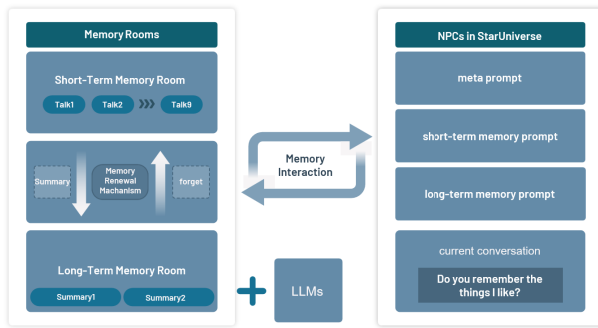 Memory Rooms
Short-Term Memory Room
Talk1 Talk2 Talk9
Summary
Memory
Renewal
Machanism
forget
Long-Term Memory Room
Summary1 Summary2
Memory
Interaction
LLMs
NPCs in StarUniverse
meta prompt
short-term memory prompt
long-term memory prompt
current conversation
Do you remember the
things I like?